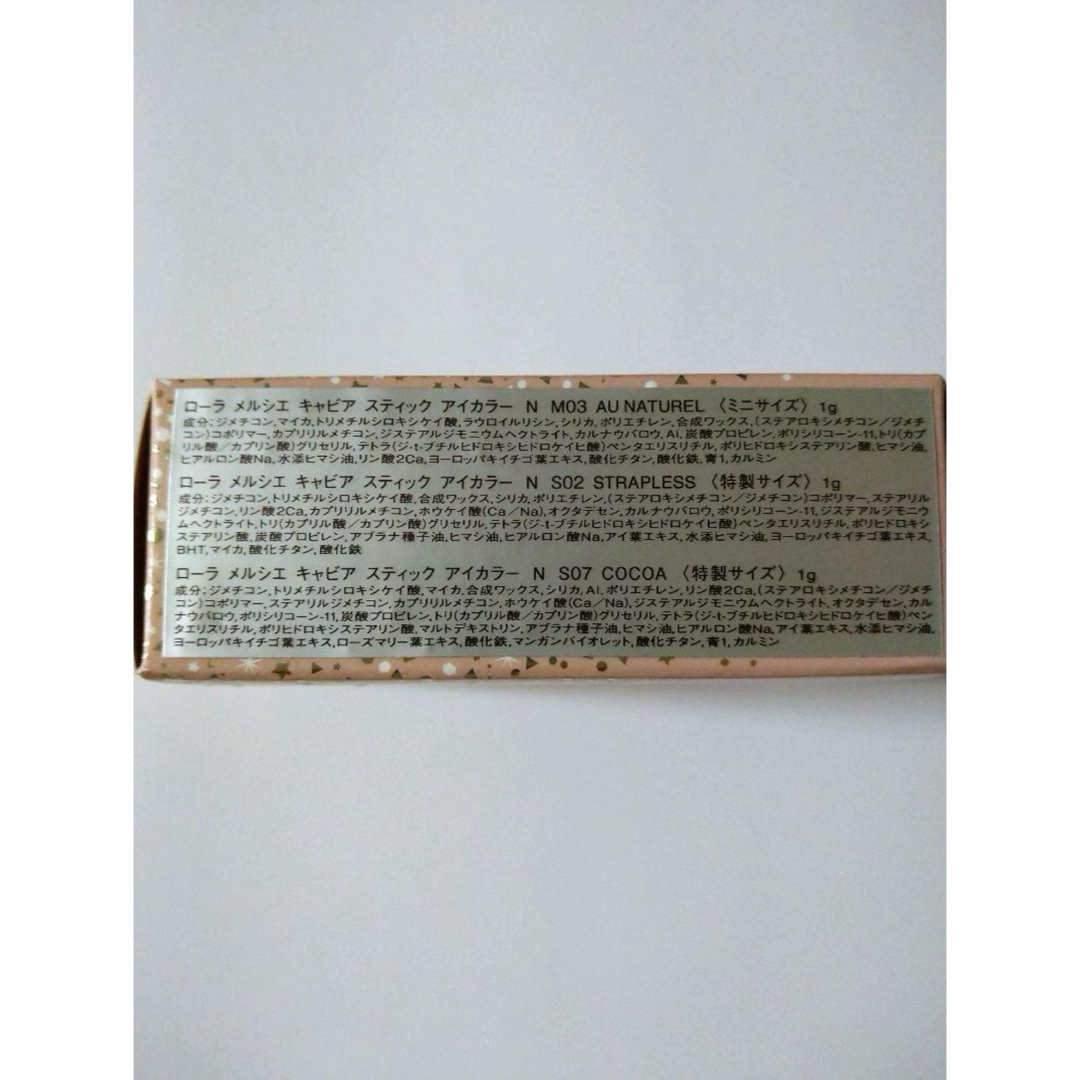 ローラ メルシエ キャビア スティック アイカラー N M03 AU NATUREL 〈ミニサイズ〉 1g
成分;ジメチコン,マイカ,トリメチルシロキシケイ酸,ラウロイルリシン,シリカ,ポリエチレン,合成ワックス,(ステアロキシメチコン/ジメチ
コン)コポリマー,カプリリルメチコン,ジステアルジモニウムヘクトライト,カルナウバロウ,Al,炭酸プロピレン,ポリシリコーン-11,トリ(カプ
リル酸/カプリン酸)グリセリル,テトラ(ジ-t-ブチルヒドロキシヒドロケイヒ酸)ペンタエリスリチル,ポリヒドロキシステアリン酸,ヒマシ油,
ヒアルロン酸Na,水添ヒマシ油,リン酸2Ca,ヨーロッパキイチゴ葉エキス,酸化チタン,酸化鉄,青1,カルミン
ローラ メルシエ キャビア スティック アイカラー N S02 STRAPLESS 〈特製サイズ〉 1g
成分;ジメチコン,トリメチルシロキシケイ酸,合成ワックス,シリカ,ポリエチレン,(ステアロキシメチコン/ジメチコン)コポリマー,ステアリル
ジメチコン,リン酸2Ca,カプリリルメチコン,ホウケイ酸(Ca/Na),オクタデセン,カルナウバロウ,ポリシリコーン-11,ジステアルジモニウ
ムヘクトライト,トリ(カプリル酸/カプリン酸)グリセリル,テトラ(ジ-t-ブチルヒドロキシヒドロケイヒ酸)ペンタエリスリチル,ポリヒドロキシ
ステアリン酸,炭酸プロピレン,アブラナ種子油,ヒマシ油,ヒアルロン酸Na,アイ葉エキス,水添ヒマシ油,ヨーロッパキイチゴ葉エキス,
BHT,マイカ,酸化チタン,酸化鉄
ローラ メルシエ キャビア スティック アイカラー N S07 COCOA 〈特製サイズ〉 1g
成分;ジメチコン,トリメチルシロキシケイ酸,マイカ,合成ワックス,シリカ,Al,ポリエチレン,リン酸2Ca,(ステアロキシメチコン/ジメチ
コン)コポリマー,ステアリルジメチコン,カプリリルメチコン,ホウケイ酸(Ca/Na),ジステアルジモニウムヘクトライト,オクタデセン,カル
ナウバロウ,ポリシリコーン-11,炭酸プロピレン,トリ(カプリル酸/カプリン酸)グリセリル,テトラ(ジ-t-ブチルヒドロキシヒドロケイヒ酸)ペン
タエリスリチル,ポリヒドロキシステアリン酸,マルトデキストリン,アブラナ種子油,ヒマシ油,ヒアルロン酸Na,アイ葉エキス,水添ヒマシ油,
ヨーロッパキイチゴ葉エキス,ローズマリー葉エキス,酸化鉄,マンガンバイオレット,酸化チタン,青1,カルミン